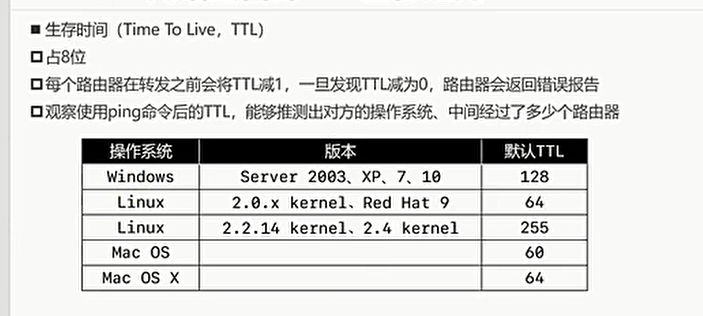 ■ 生存时间（Time To Live，TTL）
□ 占8位
□ 每个路由器在转发之前会将TTL减1，一旦发现TTL减为0，路由器会返回错误报告
□ 观察使用ping命令后的TTL，能够推测出对方的操作系统、中间经过了多少个路由器
操作系统 版本 默认TTL
Windows Server 2003、XP、7、10 128
Linux 2.0.x kernel、Red Hat 9 64
Linux 2.2.14 kernel、2.4 kernel 255
Mac OS 60
Mac OS X 64